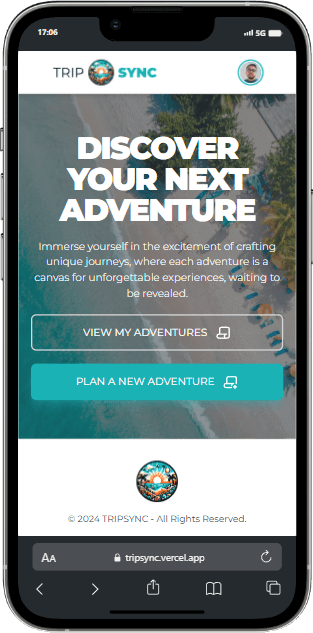 17:06
5G
TRIP SYNC
DISCOVER
YOUR NEXT
ADVENTURE
Immerse yourself in the excitement of crafting
unique journeys, where each adventure is a
canvas for unforgettable experiences, waiting to
be revealed.
VIEW MY ADVENTURES
PLAN A NEW ADVENTURE
© 2024 TRIPSYNC - All Rights Reserved.
AA
tripsync.vercel.app